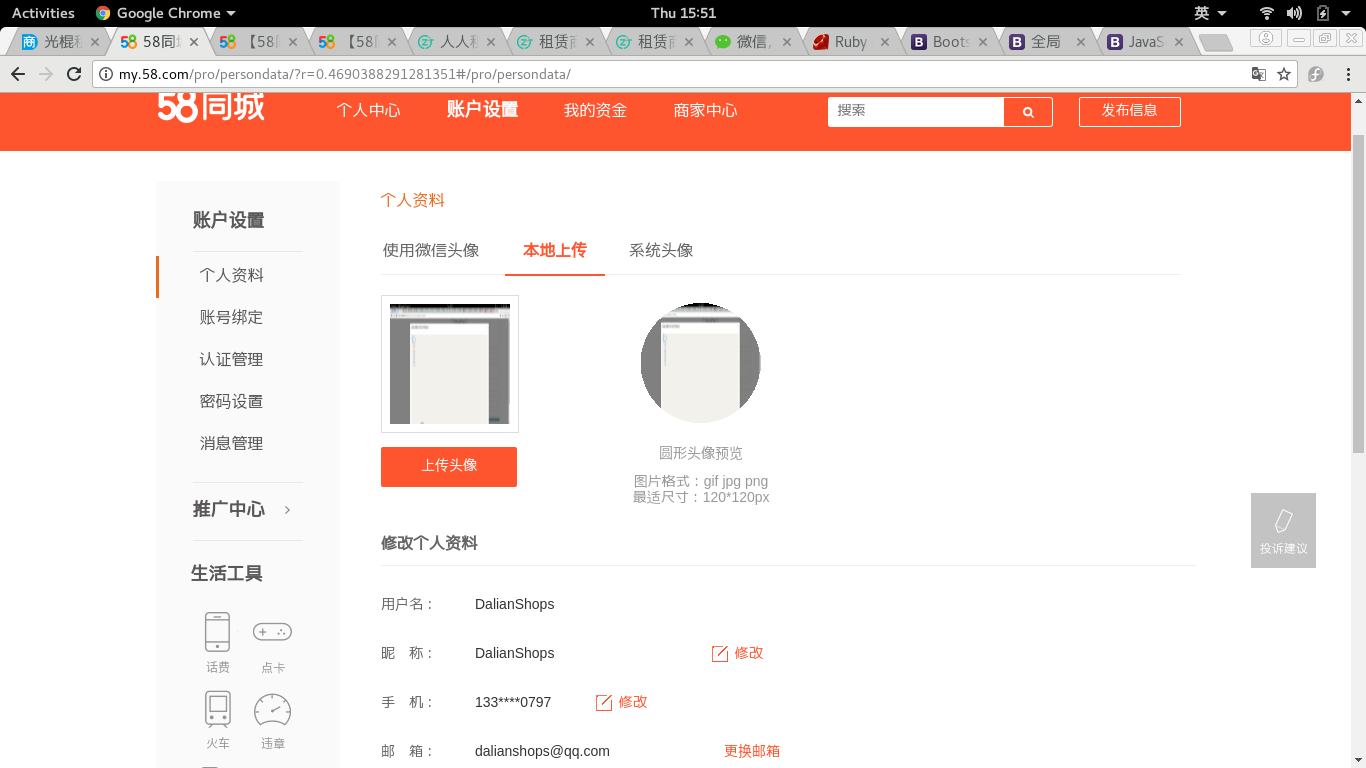 Activities Google Chrome Thu 15:51 英
光棍 58同 【58 【58 人人 租赁 租赁 微信 Ruby Boots 全局 JavaS
my.58.com/pro/persondata/?r=0.4690388291281351#/pro/persondata/
58同城 个人中心 账户设置 我的资金 商家中心 搜索 发布信息
账户设置
个人资料
账号绑定
认证管理
密码设置
消息管理
推广中心
生活工具
话费 点卡
火车 违章
个人资料
使用微信头像 本地上传 系统头像
上传头像
圆形头像预览
图片格式：gif jpg png
最适尺寸：120*120px
修改个人资料
用户名： DalianShops
昵 称： DalianShops 修改
手 机： 133****0797 修改
邮 箱： dalianshops@qq.com 更换邮箱
投诉建议